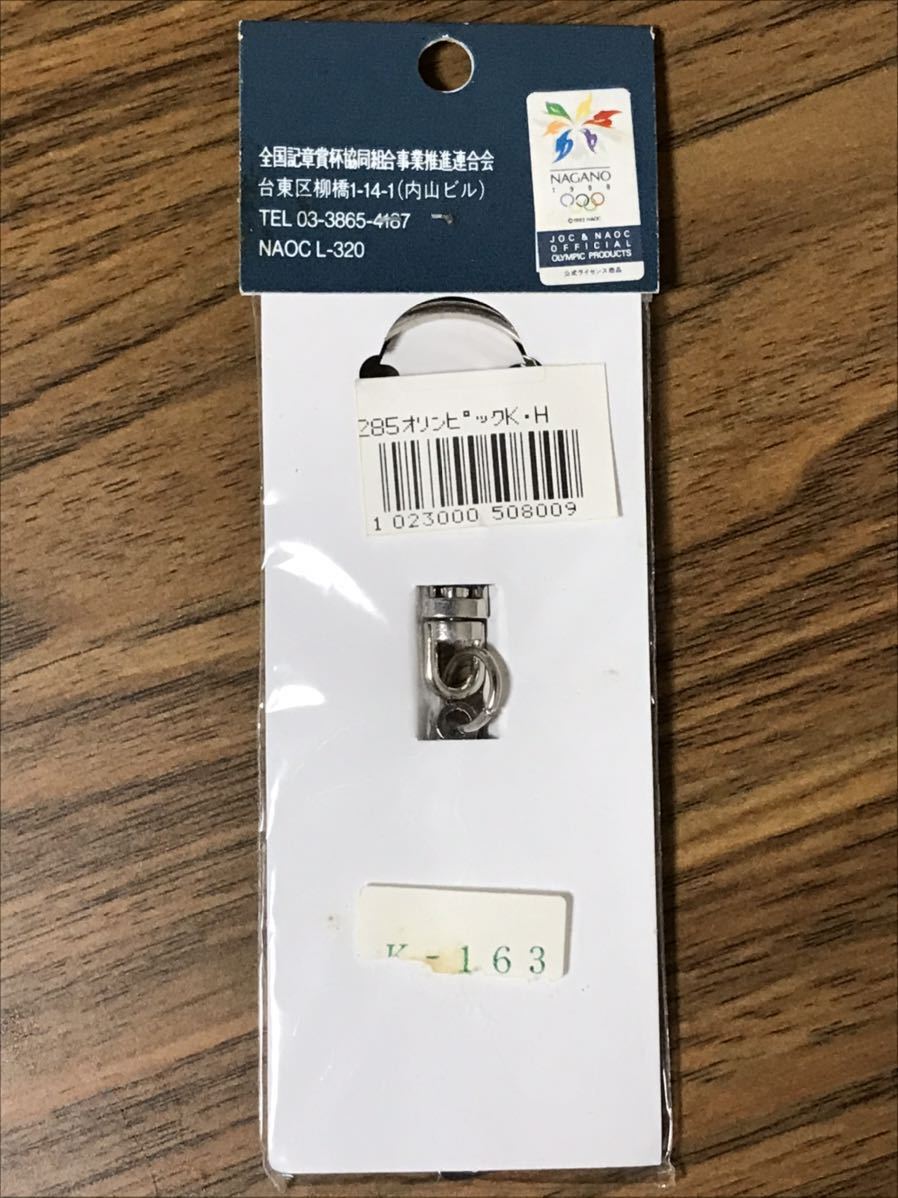 全国記章賞杯協同組合事業推進連合会
台東区柳橋1-14-1(内山ビル)
TEL 03-3865-4187
NAOC L-320
NAGANO
1998
©1993 NAOC
JOC & NAOC
OFFICIAL
OLYMPIC PRODUCTS
公式ライセンス商品
285オリンピックK・H
1 023000 508009
K-163